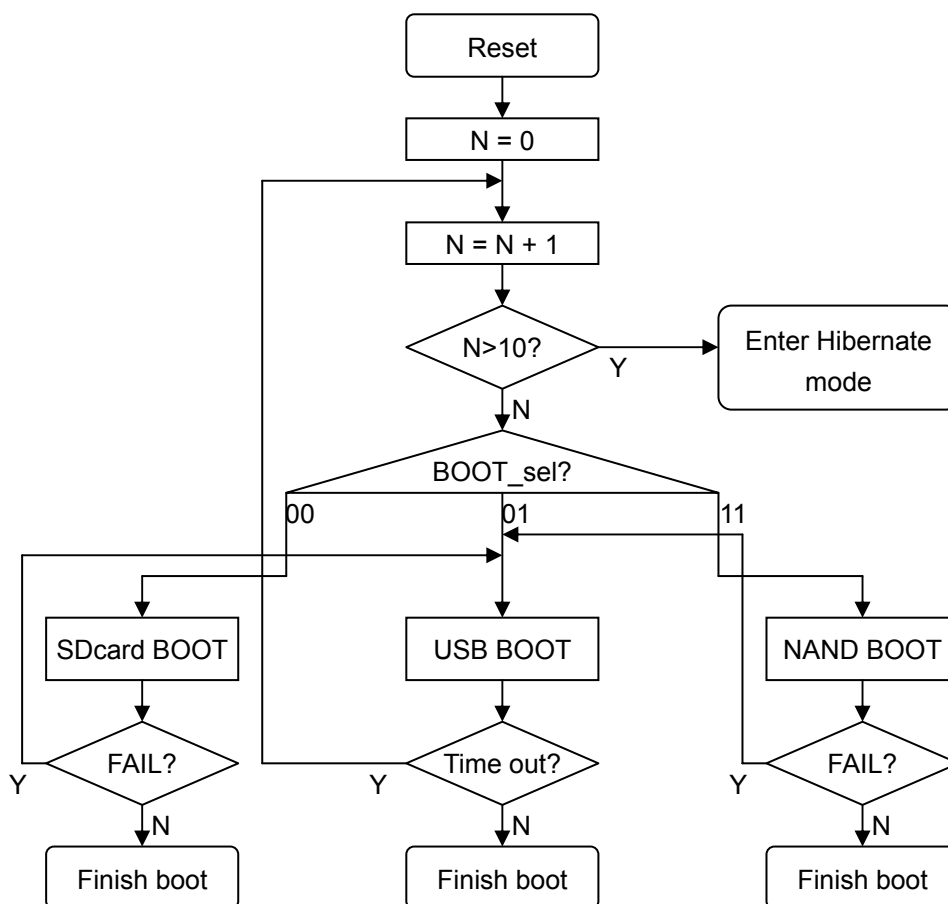 Reset
N = 0
N = N + 1
N>10?
Y
Enter Hibernate
mode
N
BOOT_sel?
00
01
11
SDcard BOOT
USB BOOT
NAND BOOT
FAIL?
Time out?
FAIL?
Y
Y
Y
N
N
N
Finish boot
Finish boot
Finish boot